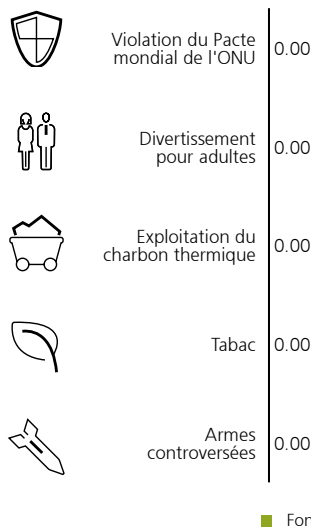 Violation du Pacte
mondial de l'ONU
0.00
Divertissement
pour adultes
0.00
Exploitation du
charbon thermique
0.00
Tabac
0.00
Armes
controversées
0.00